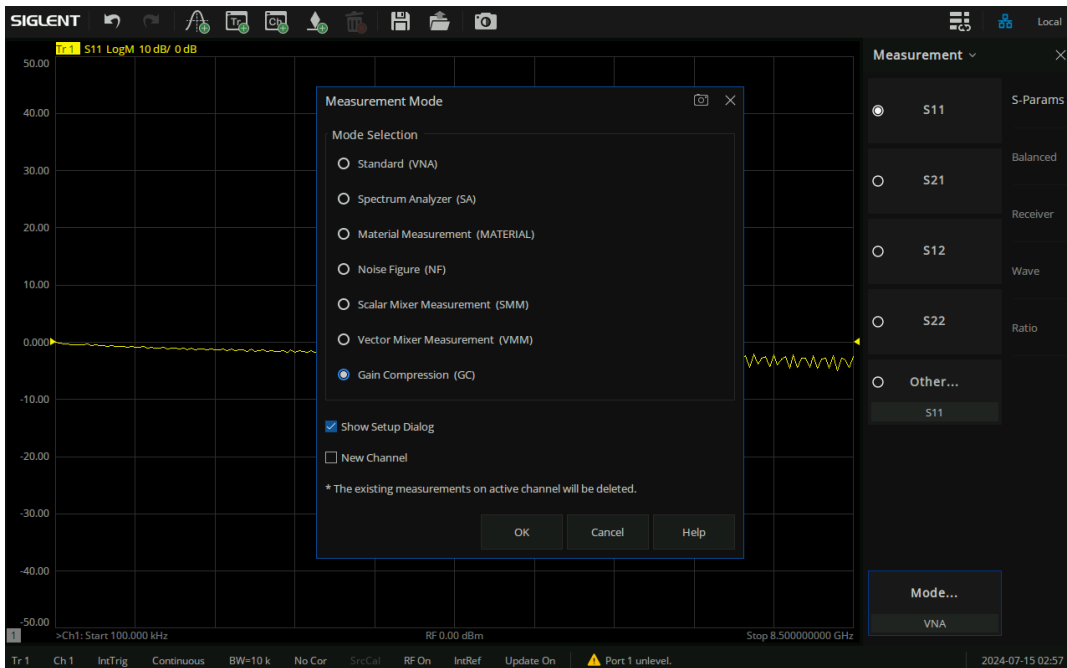 SIGLENT Tr Cb Local
Tr 1 S11 LogM 10 dB/ 0 dB
50.00
40.00
30.00
20.00
10.00
0.000
-10.00
-20.00
-30.00
-40.00
-50.00
Measurement Mode
Mode Selection
Standard (VNA)
Spectrum Analyzer (SA)
Material Measurement (MATERIAL)
Noise Figure (NF)
Scalar Mixer Measurement (SMM)
Vector Mixer Measurement (VMM)
Gain Compression (GC)
Show Setup Dialog
New Channel
* The existing measurements on active channel will be deleted.
OK Cancel Help
Measurement
S11
S21
S12
S22
Other...
S11
Mode...
VNA
S-Params
Balanced
Receiver
Wave
Ratio
1 >Ch1: Start 100.000 kHz RF 0.00 dBm Stop 8.500000000 GHz
Tr 1 Ch 1 IntTrig Continuous BW=10 k No Cor SrcCal RF On IntRef Update On Port 1 unlevel. 2024-07-15 02:57